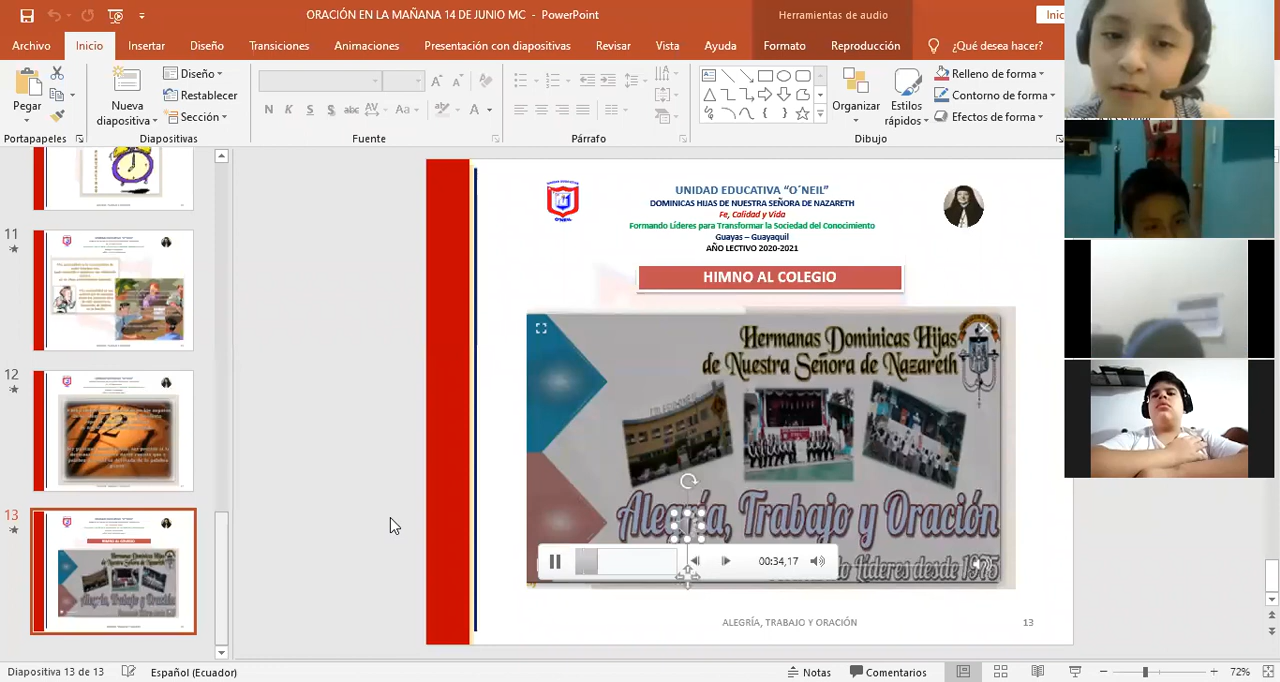 ORACIÓN EN LA MAÑANA 14 DE JUNIO MC - PowerPoint
Herramientas de audio
Inic
Archivo Inicio Insertar Diseño Transiciones Animaciones Presentación con diapositivas Revisar Vista Ayuda Formato Reproducción ¿Qué desea hacer?
Pegar
Nueva diapositiva
Diseño
Restablecer
Sección
N K S S abc AV Aa A
Organizar
Estilos rápidos
Relleno de forma
Contorno de forma
Efectos de forma
Portapapeles Diapositivas Fuente Párrafo Dibujo
11
12
13
UNIDAD EDUCATIVA “O´NEIL”
DOMINICAS HIJAS DE NUESTRA SEÑORA DE NAZARETH
Fe, Calidad y Vida
Formando Líderes para Transformar la Sociedad del Conocimiento
Guayas – Guayaquil
AÑO LECTIVO 2020-2021
HIMNO AL COLEGIO
Hermanas Dominicas Hijas
de Nuestra Señora de Nazareth
Alegría, Trabajo y Oración
00:34,17
Líderes desde 1975
ALEGRÍA, TRABAJO Y ORACIÓN 13
Diapositiva 13 de 13 Español (Ecuador) Notas Comentarios 72%